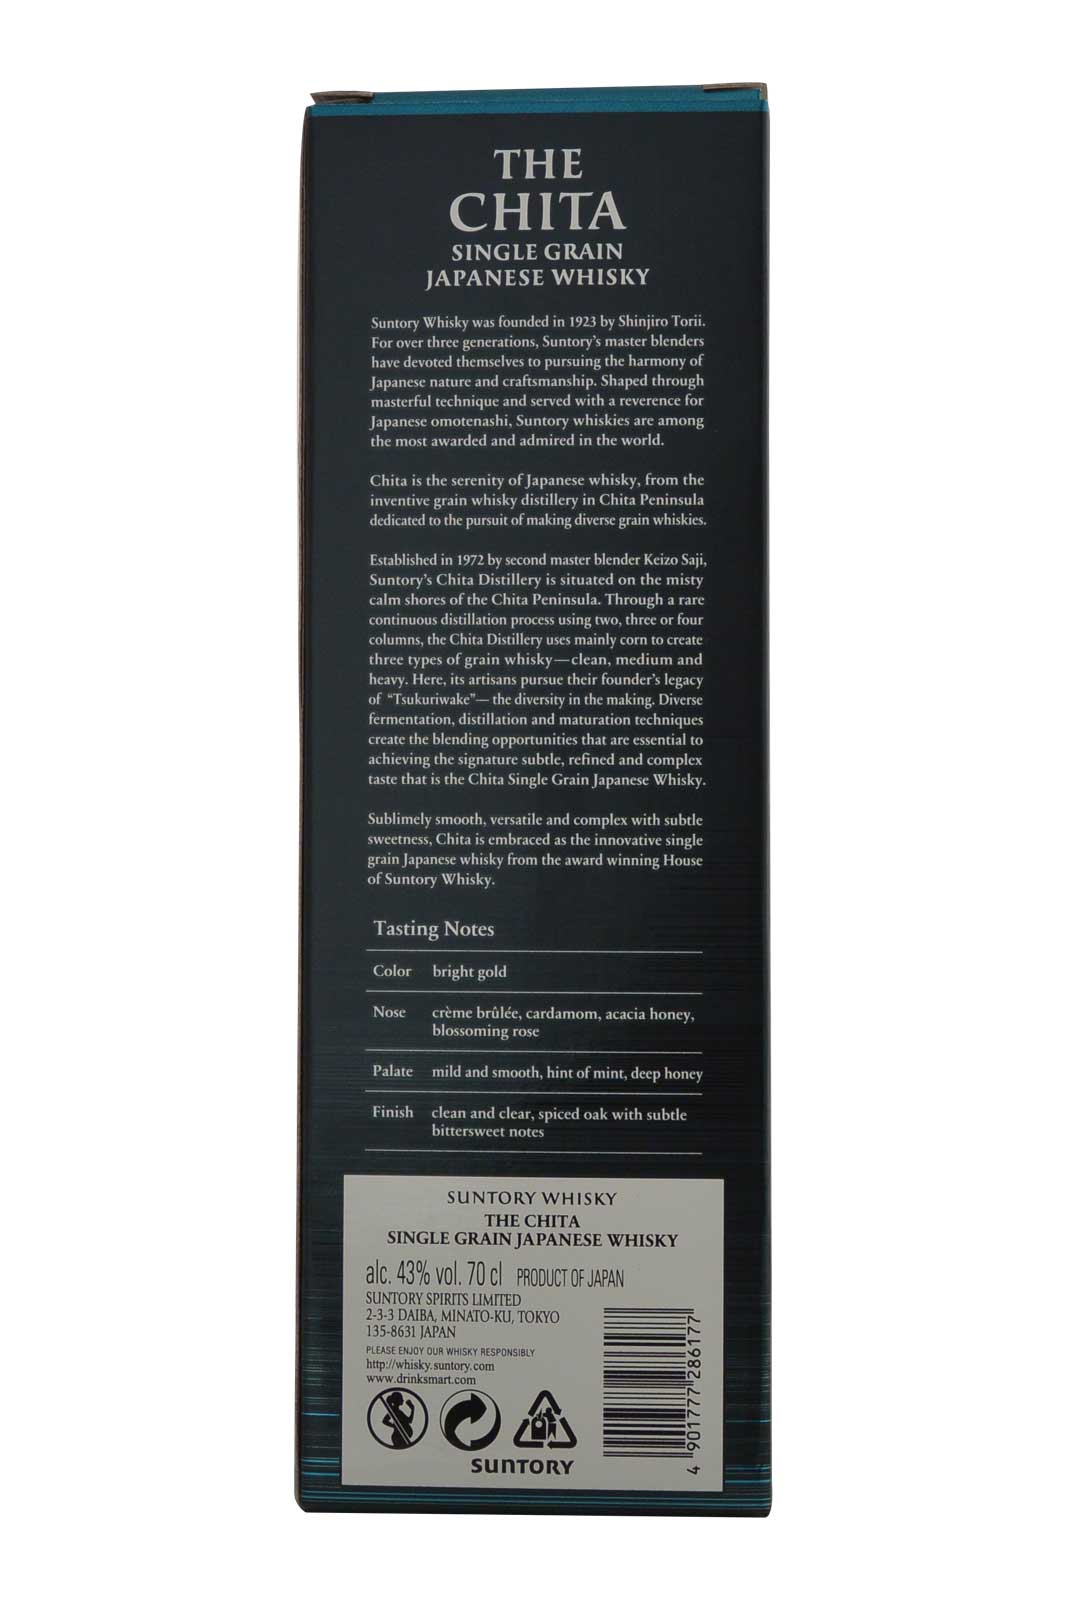 THE
CHITA
SINGLE GRAIN
JAPANESE WHISKY
Suntory Whisky was founded in 1923 by Shinjiro Torii.
For over three generations, Suntory's master blenders
have devoted themselves to pursuing the harmony of
Japanese nature and craftsmanship. Shaped through
masterful technique and served with a reverence for
Japanese omotenashi, Suntory whiskies are among
the most awarded and admired in the world.
Chita is the serenity of Japanese whisky, from the
inventive grain whisky distillery in Chita Peninsula
dedicated to the pursuit of making diverse grain whiskies.
Established in 1972 by second master blender Keizo Saji,
Suntory's Chita Distillery is situated on the misty
calm shores of the Chita Peninsula. Through a rare
continuous distillation process using two, three or four
columns, the Chita Distillery uses mainly corn to create
three types of grain whisky—clean, medium and
heavy. Here, its artisans pursue their founder's legacy
of “Tsukuriwake”— the diversity in the making. Diverse
fermentation, distillation and maturation techniques
create the blending opportunities that are essential to
achieving the signature subtle, refined and complex
taste that is the Chita Single Grain Japanese Whisky.
Sublimely smooth, versatile and complex with subtle
sweetness, Chita is embraced as the innovative single
grain Japanese whisky from the award winning House
of Suntory Whisky.
Tasting Notes
Color bright gold
Nose crème brûlée, cardamom, acacia honey,
blossoming rose
Palate mild and smooth, hint of mint, deep honey
Finish clean and clear, spiced oak with subtle
bittersweet notes
SUNTORY WHISKY
THE CHITA
SINGLE GRAIN JAPANESE WHISKY
alc. 43% vol. 70 cl PRODUCT OF JAPAN
SUNTORY SPIRITS LIMITED
2-3-3 DAIBA, MINATO-KU, TOKYO
135-8631 JAPAN
PLEASE ENJOY OUR WHISKY RESPONSIBLY
http://whisky.suntory.com
www.drinksmart.com
SUNTORY
4 901777 286177